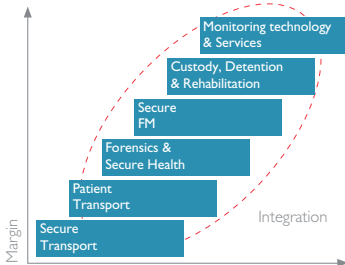 Monitoring technology
& Services
Custody, Detention
& Rehabilitation
Secure
FM
Forensics &
Secure Health
Patient
Transport
Integration
Secure
Transport
Margin